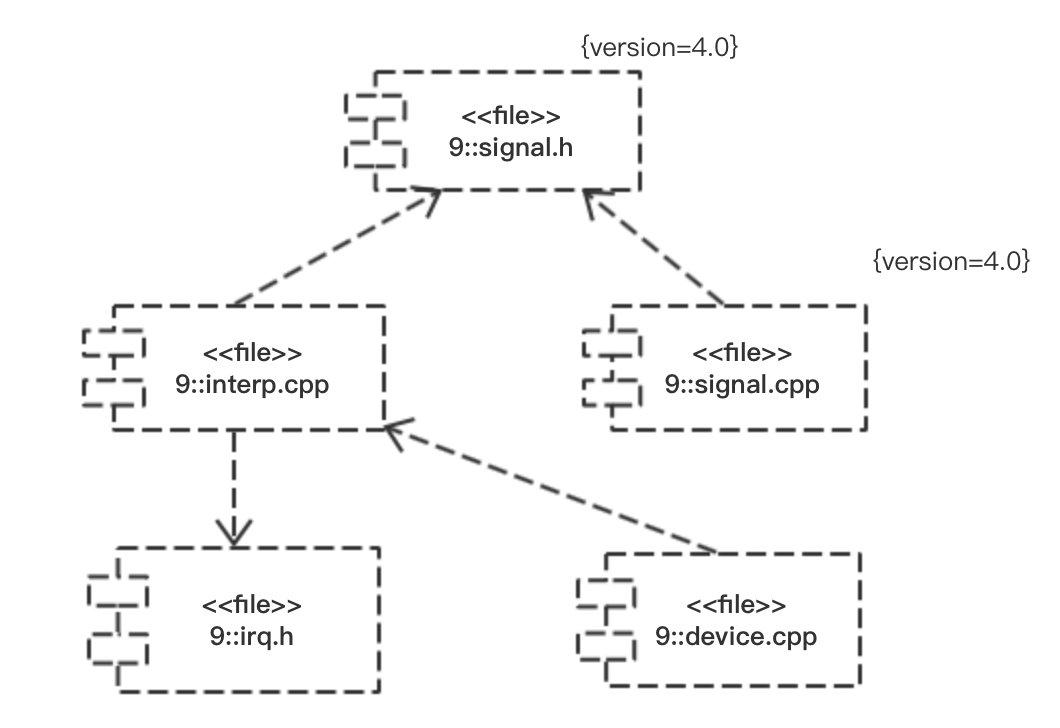 {version=4.0}
<<file>>
9::signal.h
{version=4.0}
<<file>>
9::interp.cpp
<<file>>
9::signal.cpp
<<file>>
9::irq.h
<<file>>
9::device.cpp